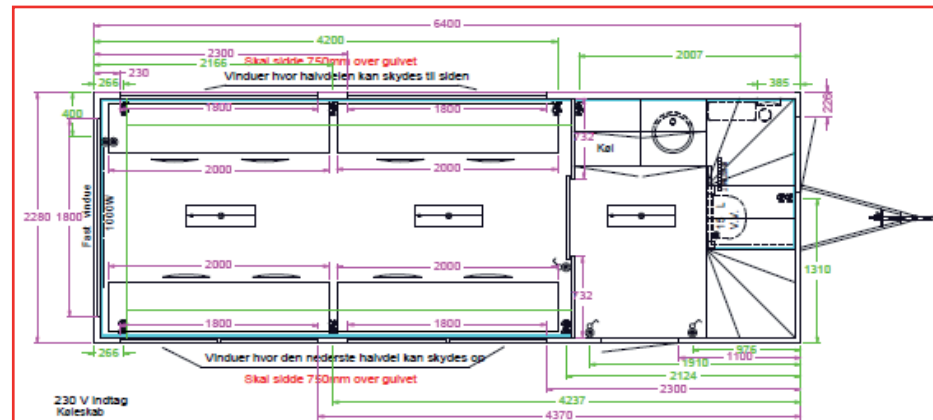 6400
4200
2007
2300
Skal sidde 750mm over gulvet
2166
Vinduer hvor halvdelen kan skydes til siden
230
266
385
400
1800
1800
226
732
Køl
2000
2000
2280
1800
Fast vindue
1000W
15 L
V.V.
2000
2000
1310
732
1800
1800
266
Vinduer hvor den nederste halvdel kan skydes op
976
1100
Skal sidde 750mm over gulvet
1910
2124
2300
230 V indtag
4237
Køleskab
4370